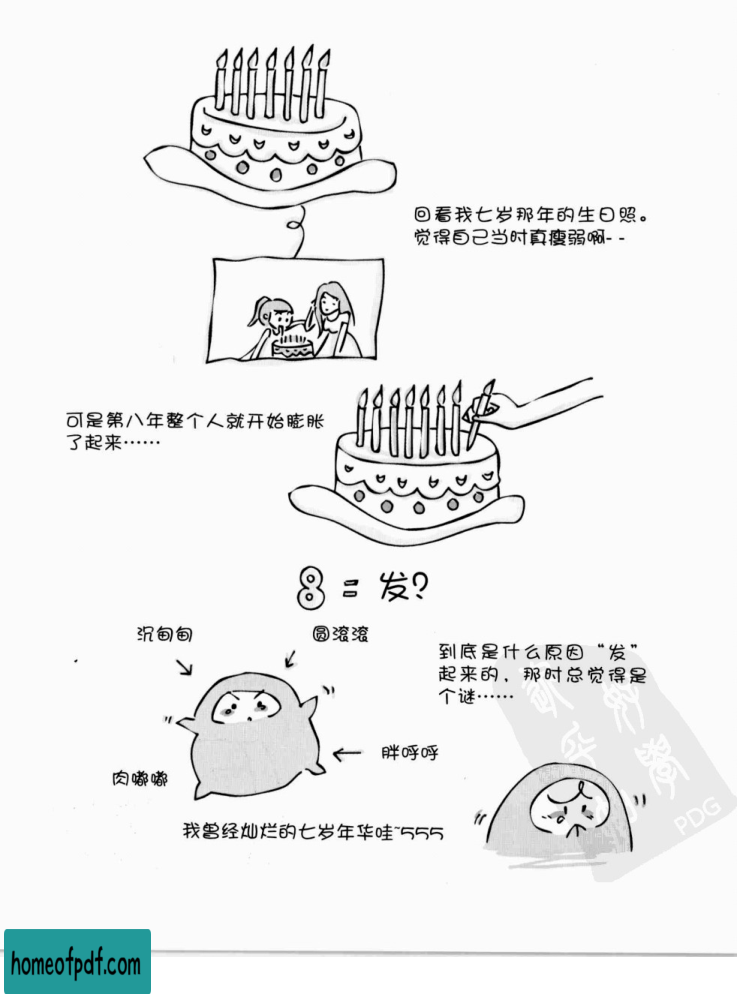 回看我七岁那年的生日照。
觉得自己当时真瘦弱啊--
可是第八年整个人就开始膨胀
了起来……
8 = 发?
沉甸甸
圆滚滚
到底是什么原因“发”
起来的，那时总觉得是
个谜……
胖呼呼
肉嘟嘟
我曾经灿烂的七岁年华哇~555
PDG
homeofpdf.com